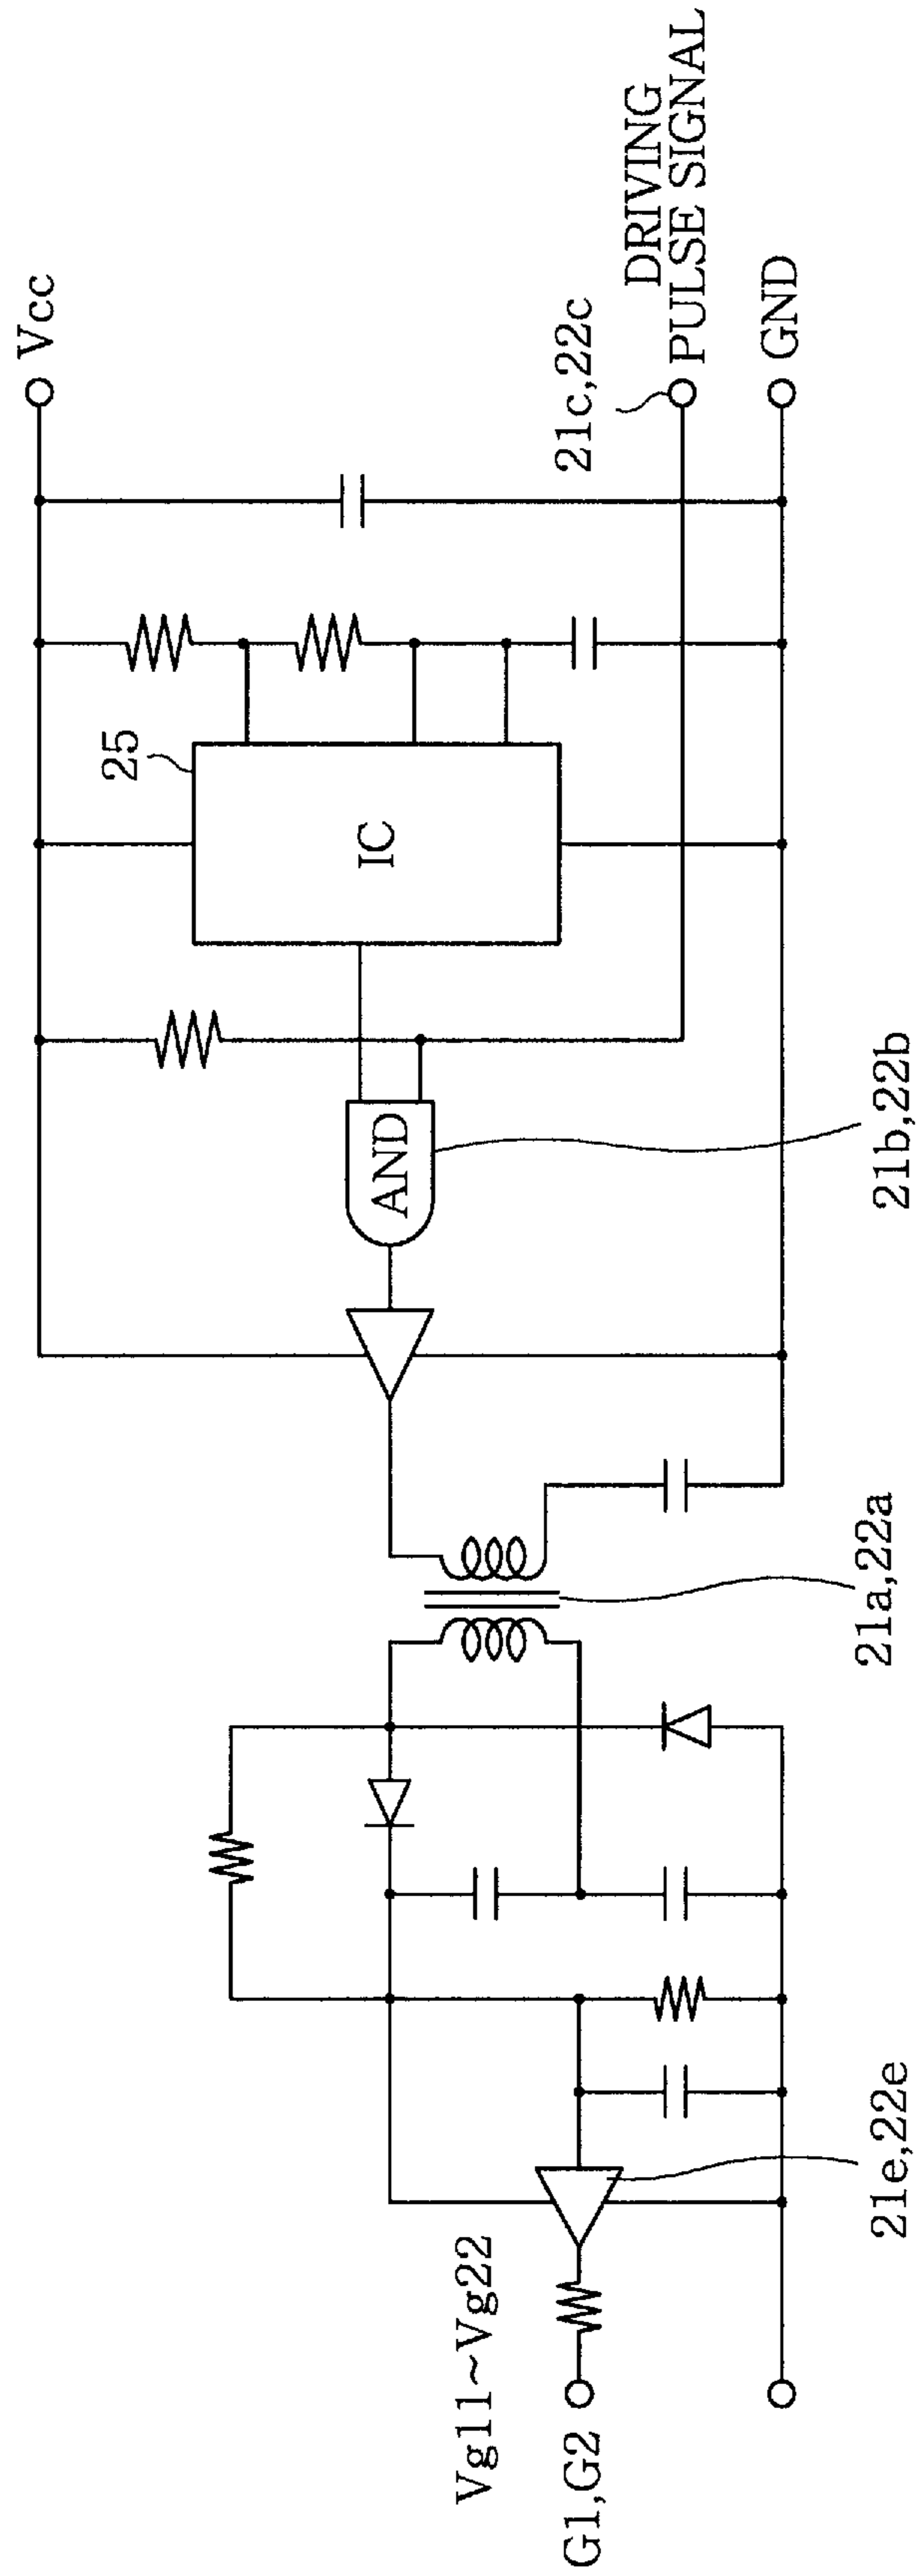 Vcc
DRIVING
PULSE SIGNAL
21c,22c
GND
25
IC
AND
21b,22b
21a,22a
21e,22e
Vg11~Vg22
G1,G2